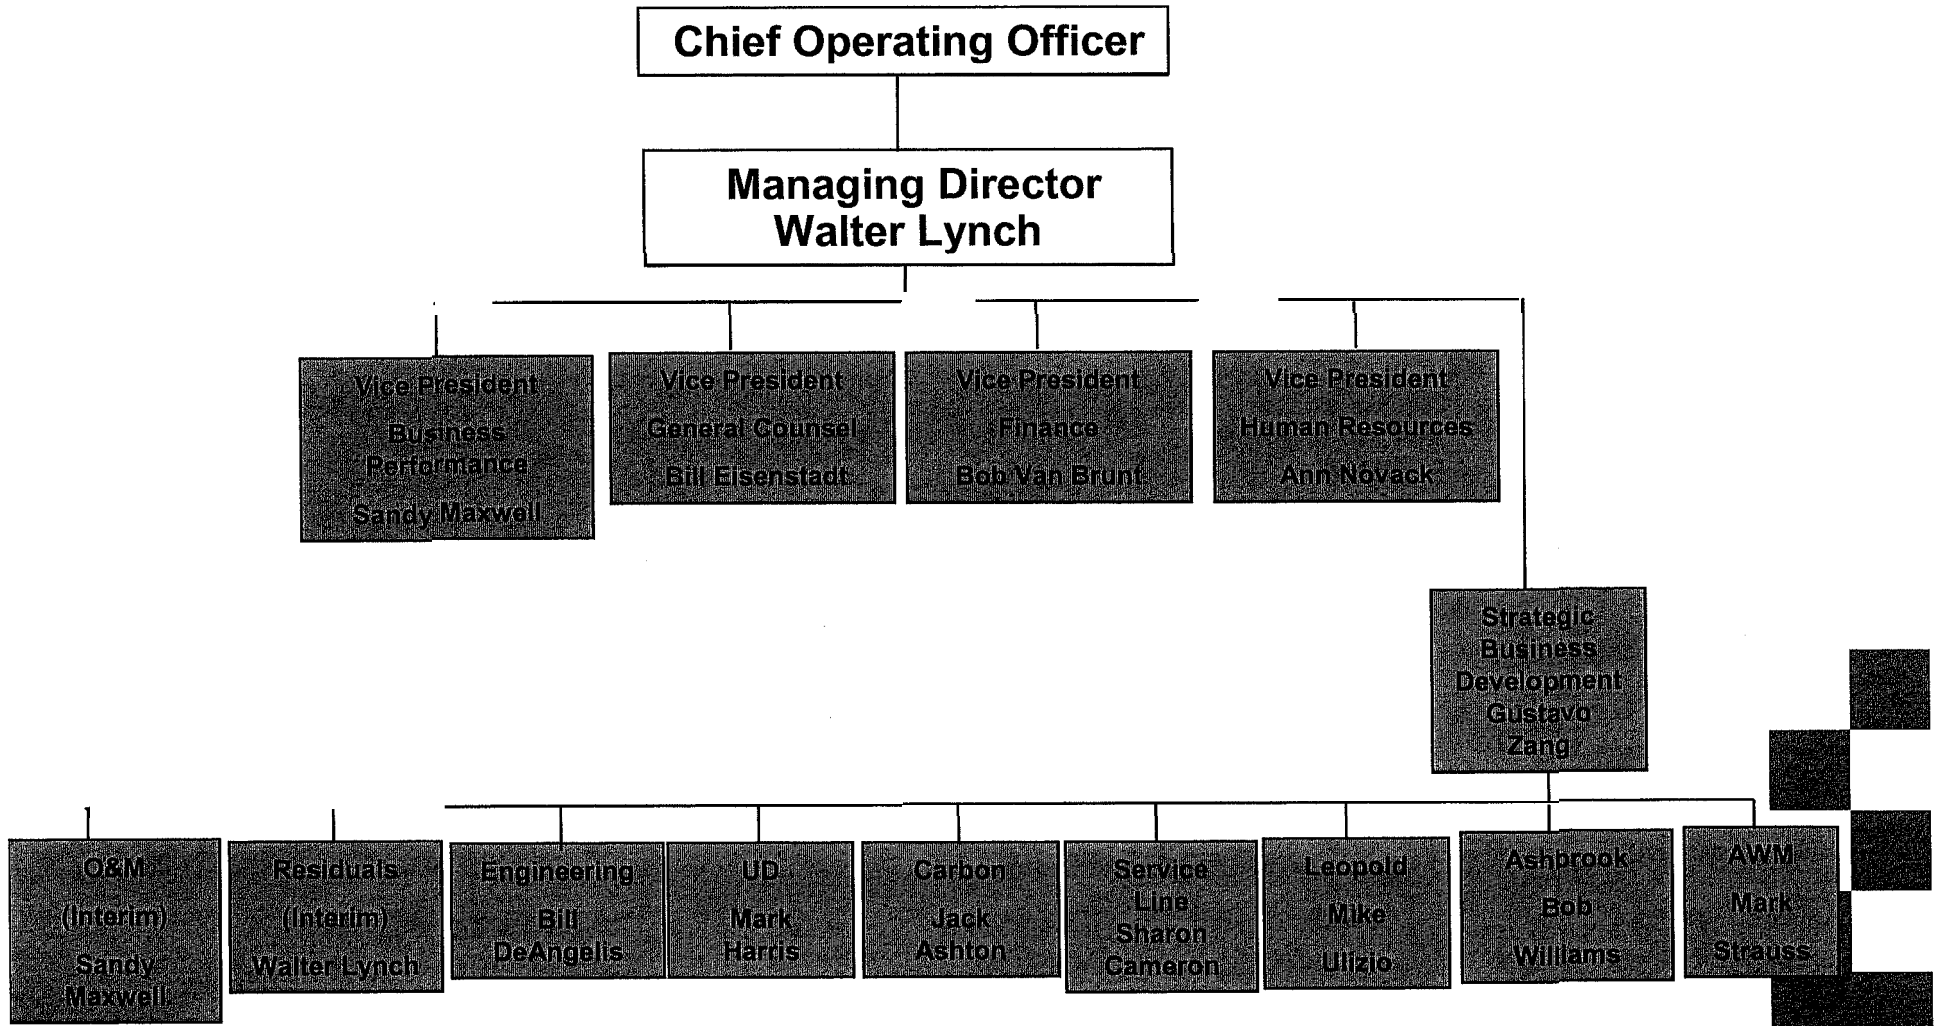 Chief Operating Officer
Managing Director
Walter Lynch
Vice President
Business
Performance
Sandy Maxwell
Vice President
General Counsel
Bill Eisenstadt
Vice President
Finance
Bob Van Brunt
Vice President
Human Resources
Ann Novack
Strategic
Business
Development
Gustavo
Zang
O&M
(Interim)
Sandy
Maxwell
Residuals
(Interim)
Walter Lynch
Engineering
Bill
DeAngelis
UD
Mark
Harris
Carbon
Jack
Ashton
Service
Line
Sharon
Cameron
Leopold
Mike
Ulizio
Ashbrook
Bob
Williams
AWM
Mark
Strauss